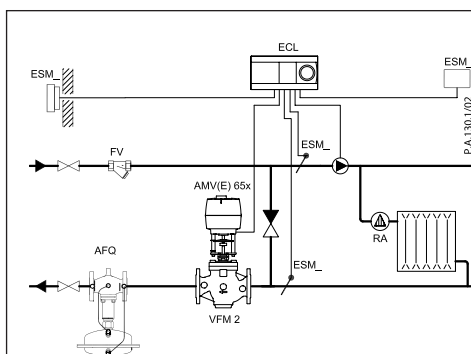 ECL
ESM_
ESM_
P.A.130.1/02
FV
ESM_
AMV(E) 65x
RA
AFQ
ESM_
VFM 2